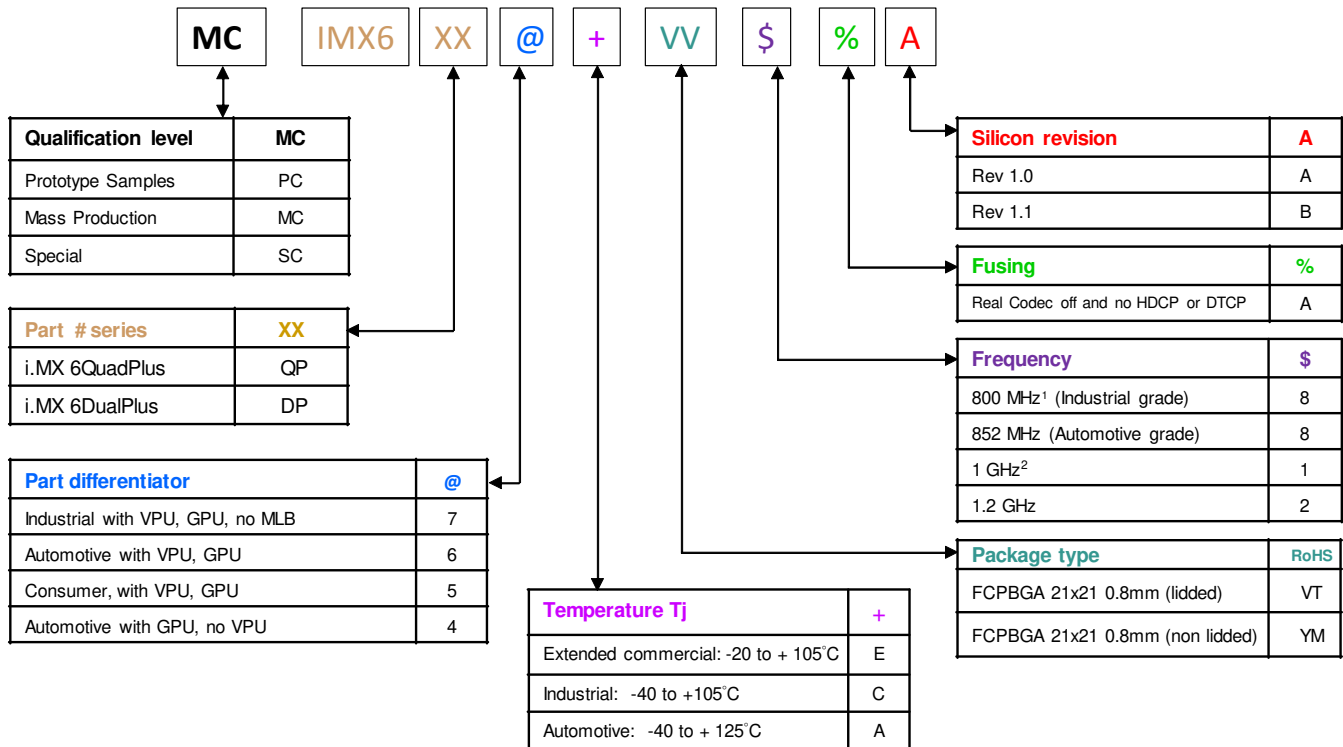 MC IMX6 XX @ + VV $ % A
Qualification level MC
Prototype Samples PC
Mass Production MC
Special SC
Part # series XX
i.MX 6QuadPlus QP
i.MX 6DualPlus DP
Part differentiator @
Industrial with VPU, GPU, no MLB 7
Automotive with VPU, GPU 6
Consumer, with VPU, GPU 5
Automotive with GPU, no VPU 4
Temperature Tj +
Extended commercial: -20 to + 105°C E
Industrial: -40 to +105°C C
Automotive: -40 to + 125°C A
Silicon revision A
Rev 1.0 A
Rev 1.1 B
Fusing %
Real Codec off and no HDCP or DTCP A
Frequency $
800 MHz¹ (Industrial grade) 8
852 MHz (Automotive grade) 8
1 GHz² 1
1.2 GHz 2
Package type RoHS
FCPBGA 21x21 0.8mm (lidded) VT
FCPBGA 21x21 0.8mm (non lidded) YM